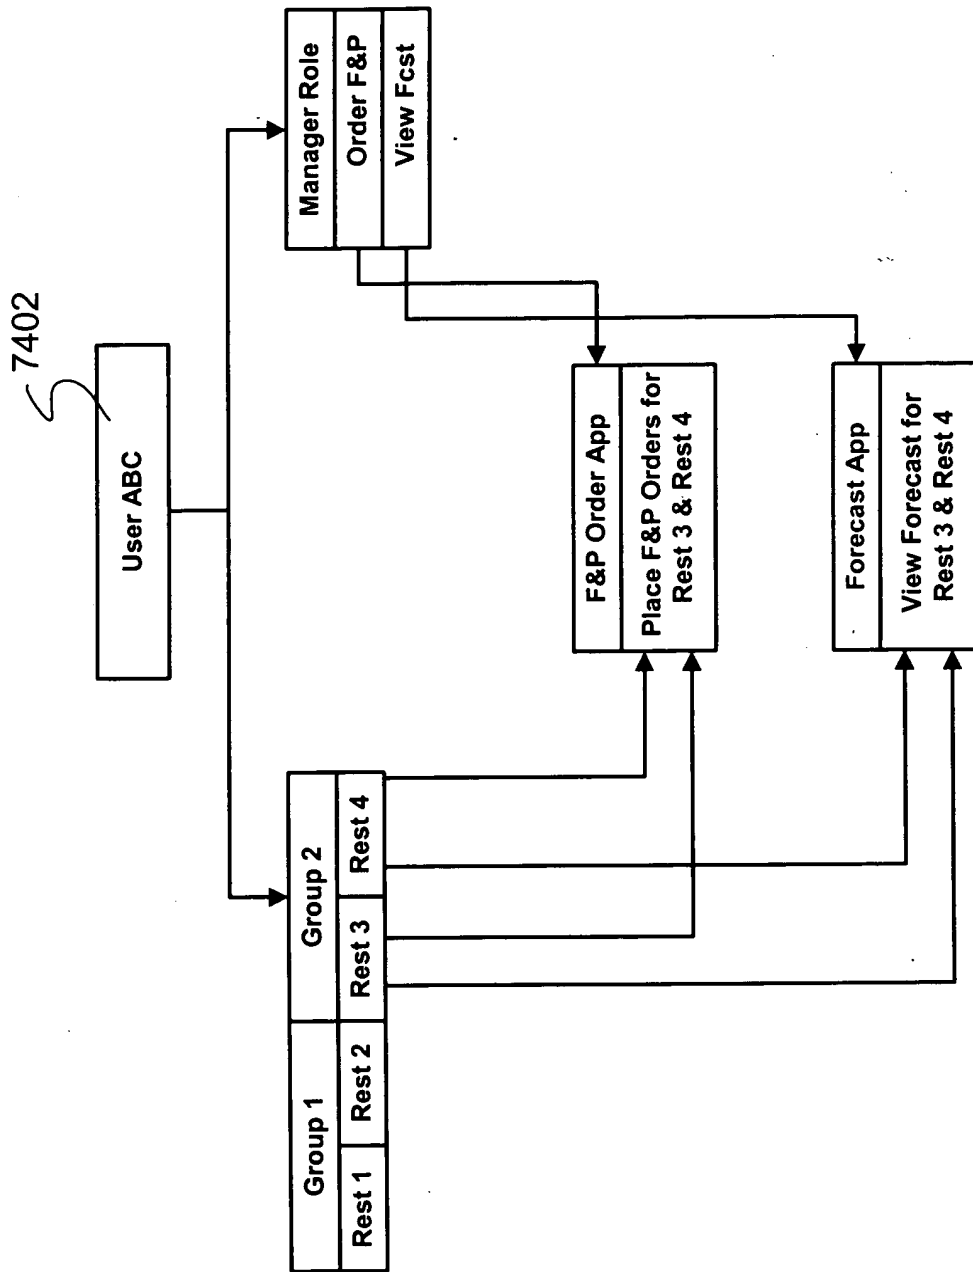 7402
User ABC
Group 1
Group 2
Rest 1
Rest 2
Rest 3
Rest 4
Manager Role
Order F&P
View Fcst
F&P Order App
Place F&P Orders for
Rest 3 & Rest 4
Forecast App
View Forecast for
Rest 3 & Rest 4